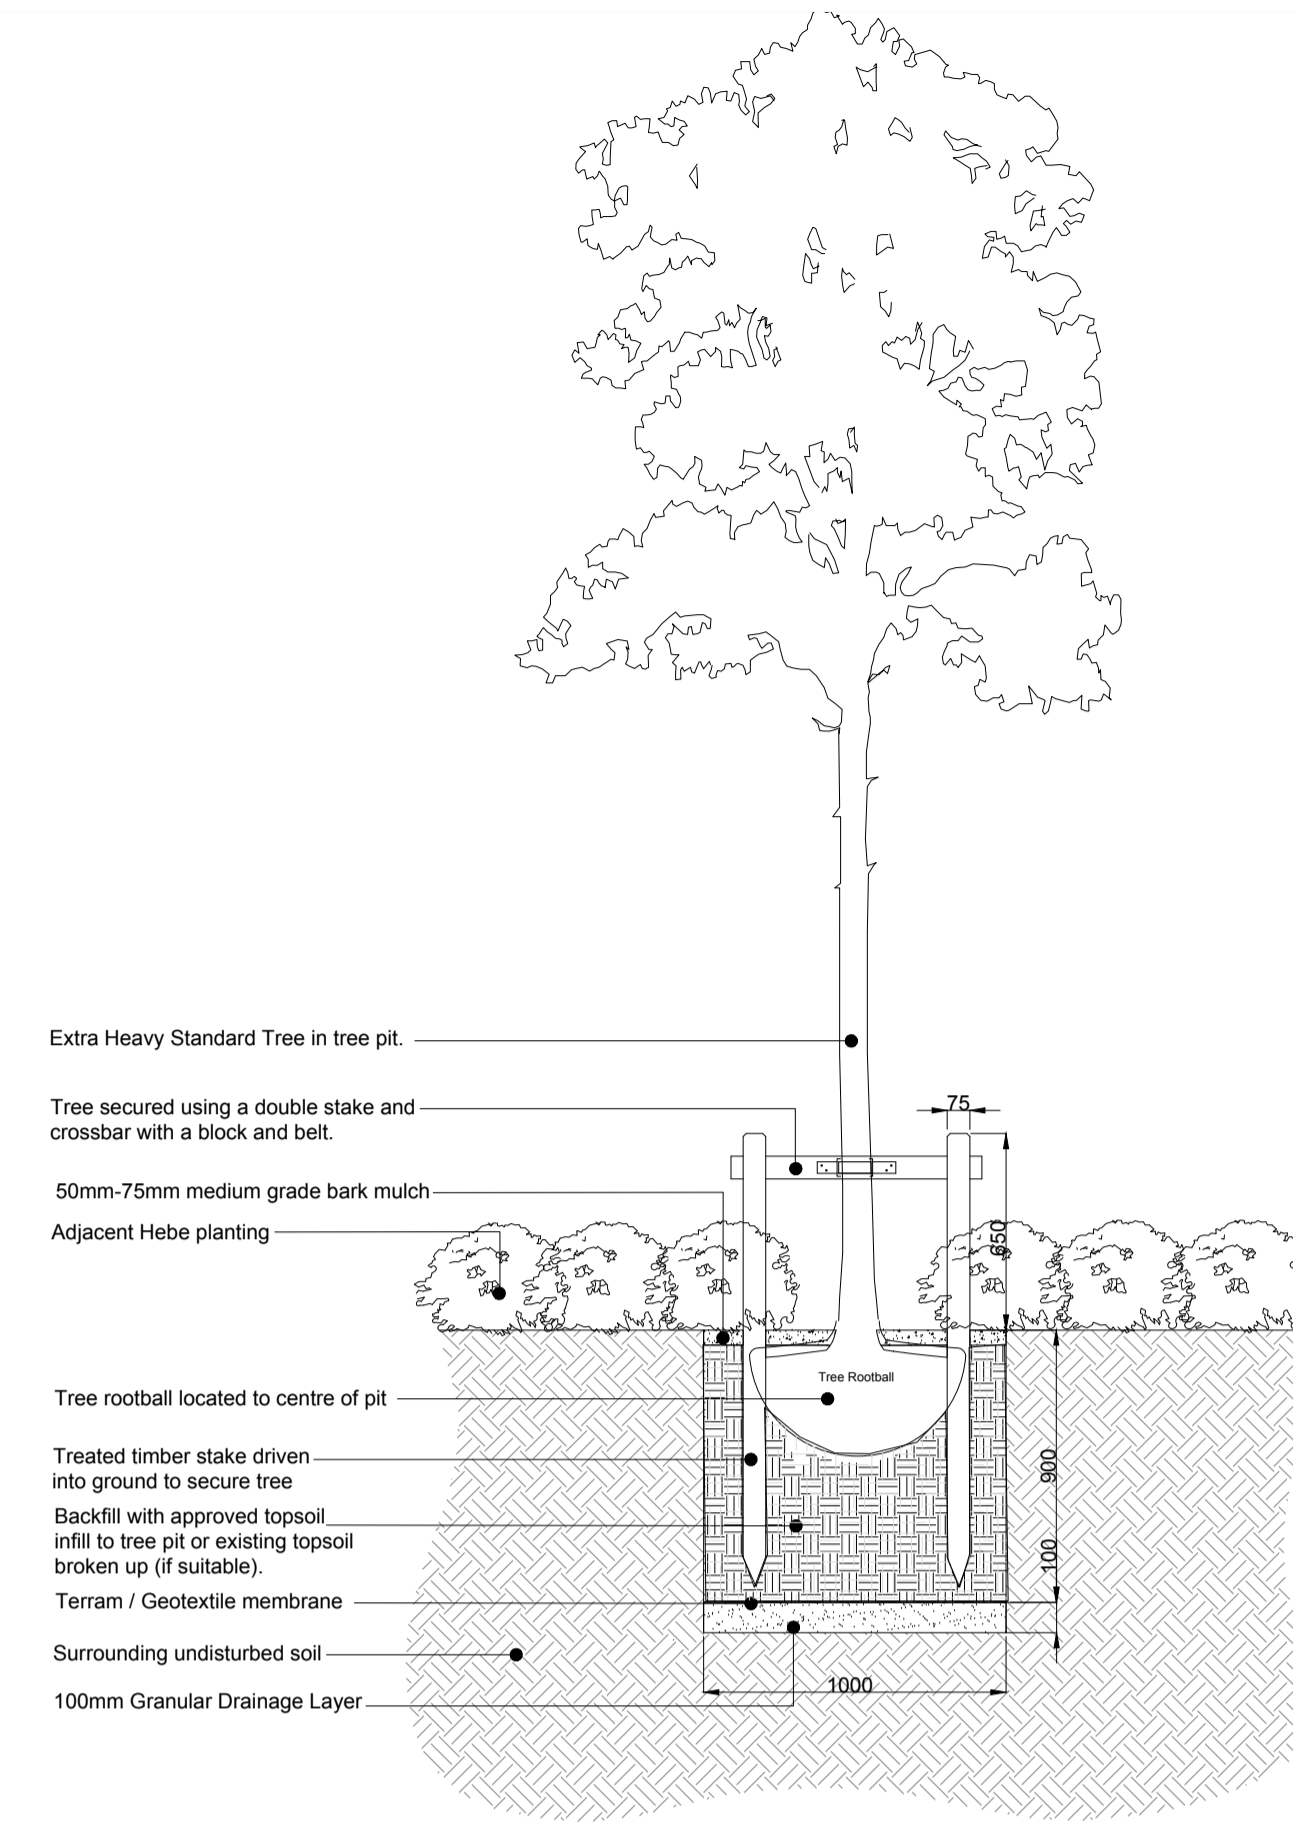 Extra Heavy Standard Tree in tree pit.
Tree secured using a double stake and
crossbar with a block and belt.
75
50mm-75mm medium grade bark mulch
Adjacent Hebe planting
650
Tree Rootball
Tree rootball located to centre of pit
Treated timber stake driven
into ground to secure tree
900
Backfill with approved topsoil
infill to tree pit or existing topsoil
broken up (if suitable).
100
Terram / Geotextile membrane
Surrounding undisturbed soil
1000
100mm Granular Drainage Layer